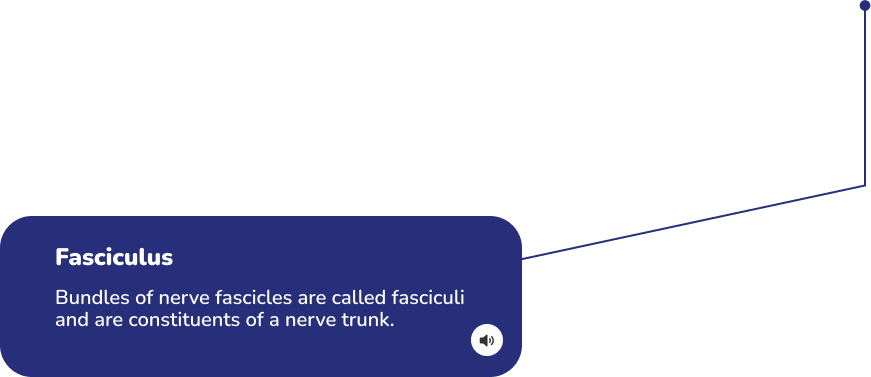 Fasciculus
Bundles of nerve fascicles are called fasciculi
and are constituents of a nerve trunk.